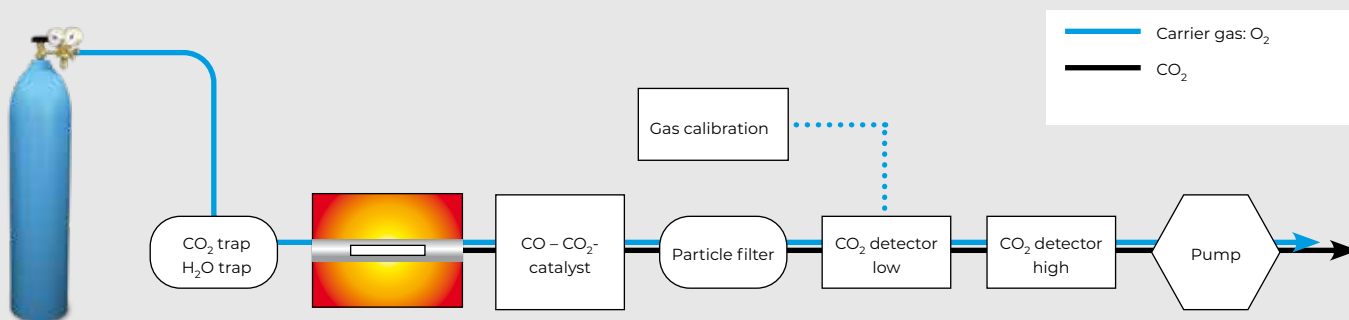 Carrier gas: O₂
CO₂
Gas calibration
CO₂ trap
H₂O trap
CO – CO₂-
catalyst
Particle filter
CO₂ detector
low
CO₂ detector
high
Pump